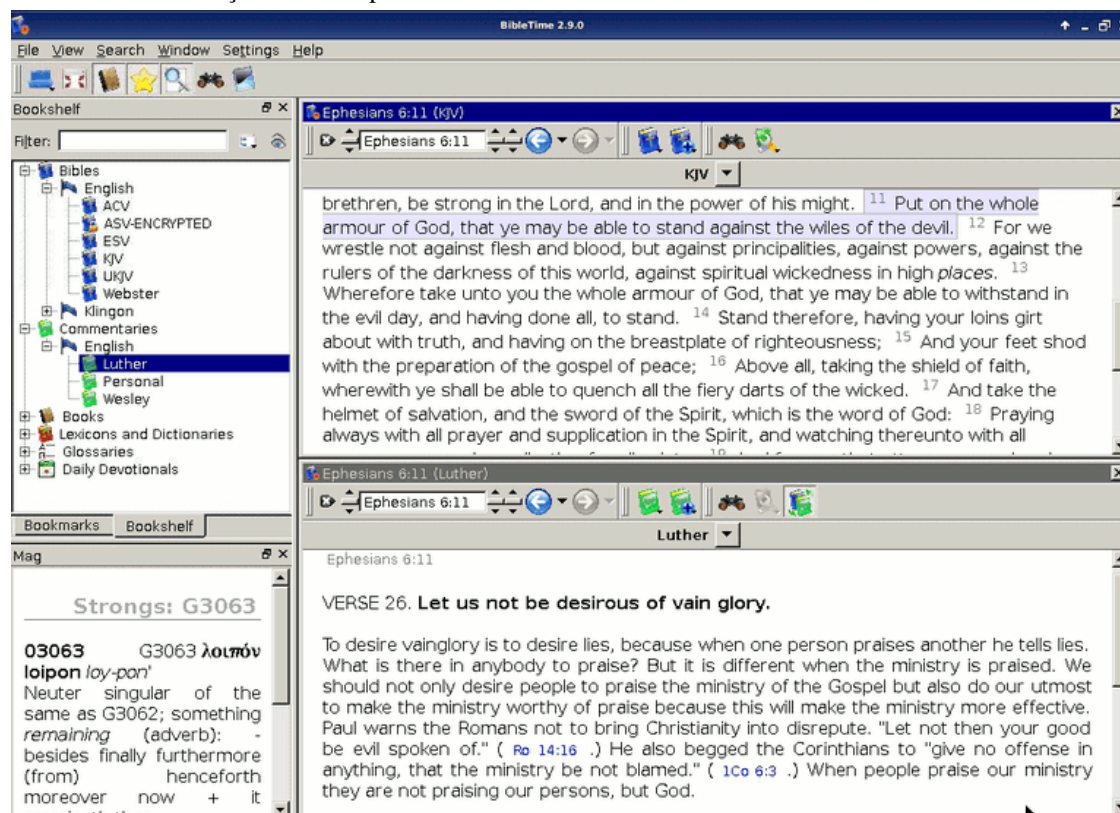 BibleTime 2.9.0
File View Search Window Settings Help
Bookshelf
Filter:
Bibles
English
ACV
ASV-ENCRYPTED
ESV
KJV
UKJV
Webster
Klingon
Commentaries
English
Luther
Personal
Wesley
Books
Lexicons and Dictionaries
Glossaries
Daily Devotionals
Bookmarks Bookshelf
Mag
Strongs: G3063
03063 G3063 λοιπόν
loipon loy-pon'
Neuter singular of the
same as G3062; something
remaining (adverb): -
besides finally furthermore
(from) henceforth
moreover now + it
Ephesians 6:11 (KJV)
Ephesians 6:11
KJV
brethren, be strong in the Lord, and in the power of his might. 11 Put on the whole
armour of God, that ye may be able to stand against the wiles of the devil. 12 For we
wrestle not against flesh and blood, but against principalities, against powers, against the
rulers of the darkness of this world, against spiritual wickedness in high places. 13
Wherefore take unto you the whole armour of God, that ye may be able to withstand in
the evil day, and having done all, to stand. 14 Stand therefore, having your loins girt
about with truth, and having on the breastplate of righteousness; 15 And your feet shod
with the preparation of the gospel of peace; 16 Above all, taking the shield of faith,
wherewith ye shall be able to quench all the fiery darts of the wicked. 17 And take the
helmet of salvation, and the sword of the Spirit, which is the word of God: 18 Praying
always with all prayer and supplication in the Spirit, and watching thereunto with all
Ephesians 6:11 (Luther)
Ephesians 6:11
Luther
Ephesians 6:11
VERSE 26. Let us not be desirous of vain glory.
To desire vainglory is to desire lies, because when one person praises another he tells lies.
What is there in anybody to praise? But it is different when the ministry is praised. We
should not only desire people to praise the ministry of the Gospel but also do our utmost
to make the ministry worthy of praise because this will make the ministry more effective.
Paul warns the Romans not to bring Christianity into disrepute. "Let not then your good
be evil spoken of." ( Ro 14:16 .) He also begged the Corinthians to "give no offense in
anything, that the ministry be not blamed." ( 1Co 6:3 .) When people praise our ministry
they are not praising our persons, but God.